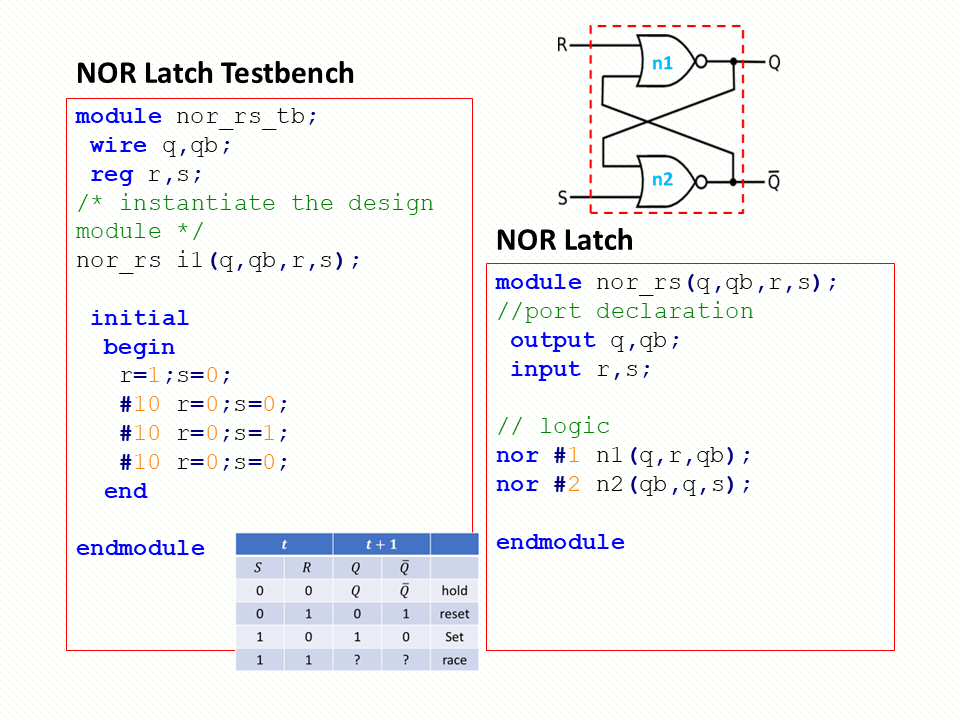 NOR Latch Testbench
module nor_rs_tb;
wire q,qb;
reg r,s;
/* instantiate the design
module */
nor_rs i1(q,qb,r,s);
initial
begin
r=1;s=0;
#10 r=0;s=0;
#10 r=0;s=1;
#10 r=0;s=0;
end
endmodule
t t + 1
S R Q Q̅
0 0 Q Q̅ hold
0 1 0 1 reset
1 0 1 0 Set
1 1 ? ? race
R n1 Q
S n2 Q̅
NOR Latch
module nor_rs(q,qb,r,s);
//port declaration
output q,qb;
input r,s;
// logic
nor #1 n1(q,r,qb);
nor #2 n2(qb,q,s);
endmodule